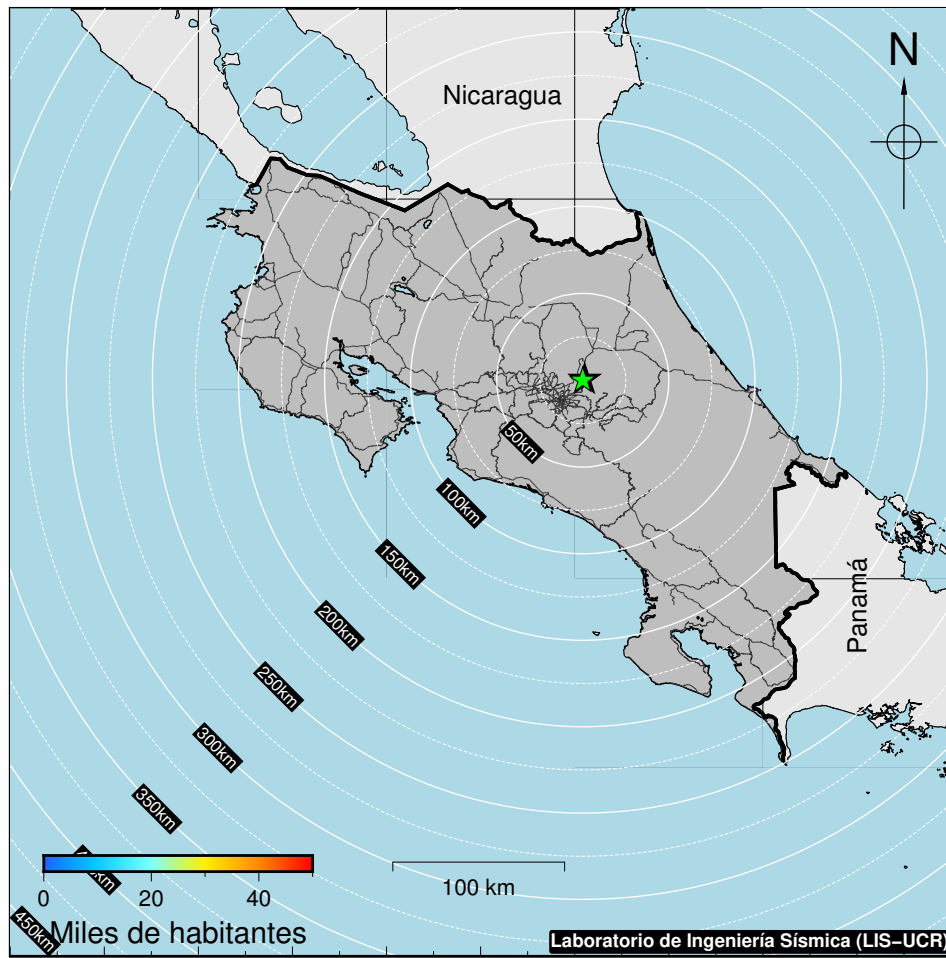 N
Nicaragua
50km
100km
Panamá
150km
200km
250km
300km
350km
0
20
40
100 km
450km
Miles de habitantes
Laboratorio de Ingeniería Sísmica (LIS–UCR)